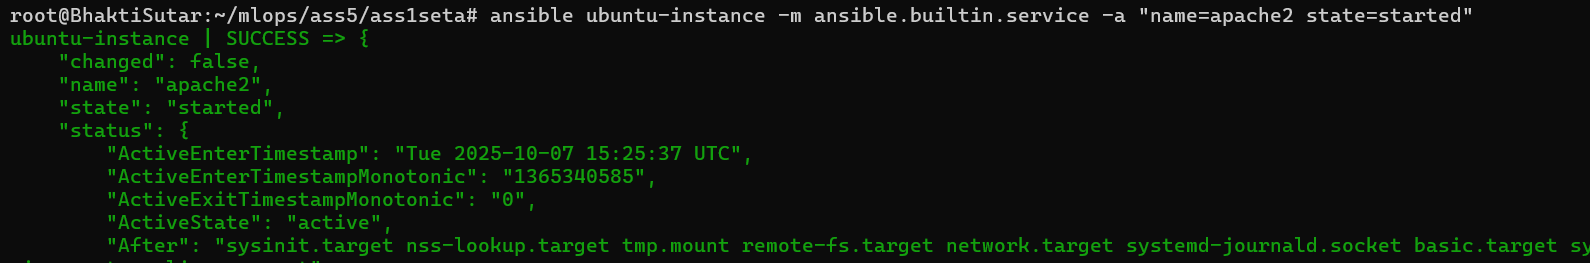 root@BhaktiSutar:~/mlops/ass5/ass1seta# ansible ubuntu-instance -m ansible.builtin.service -a "name=apache2 state=started"
ubuntu-instance | SUCCESS => {
    "changed": false,
    "name": "apache2",
    "state": "started",
    "status": {
        "ActiveEnterTimestamp": "Tue 2025-10-07 15:25:37 UTC",
        "ActiveEnterTimestampMonotonic": "1365340585",
        "ActiveExitTimestampMonotonic": "0",
        "ActiveState": "active",
        "After": "sysinit.target nss-lookup.target tmp.mount remote-fs.target network.target systemd-journald.socket basic.target sy